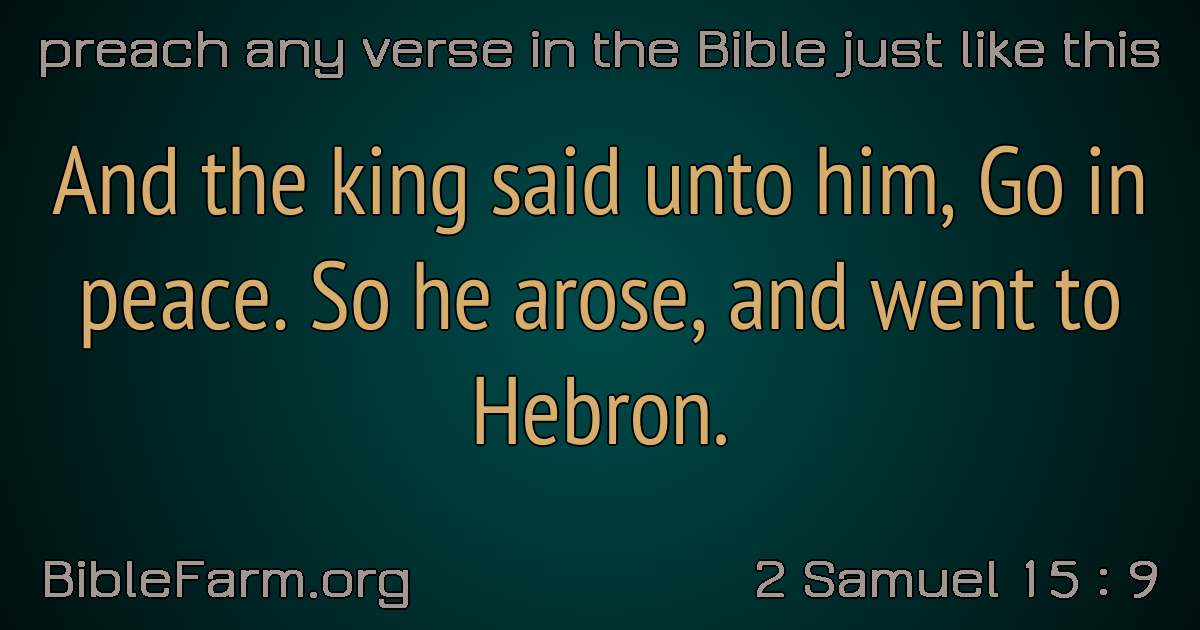 preach any verse in the Bible just like this
And the king said unto him, Go in
peace. So he arose, and went to
Hebron.
BibleFarm.org
2 Samuel 15 : 9